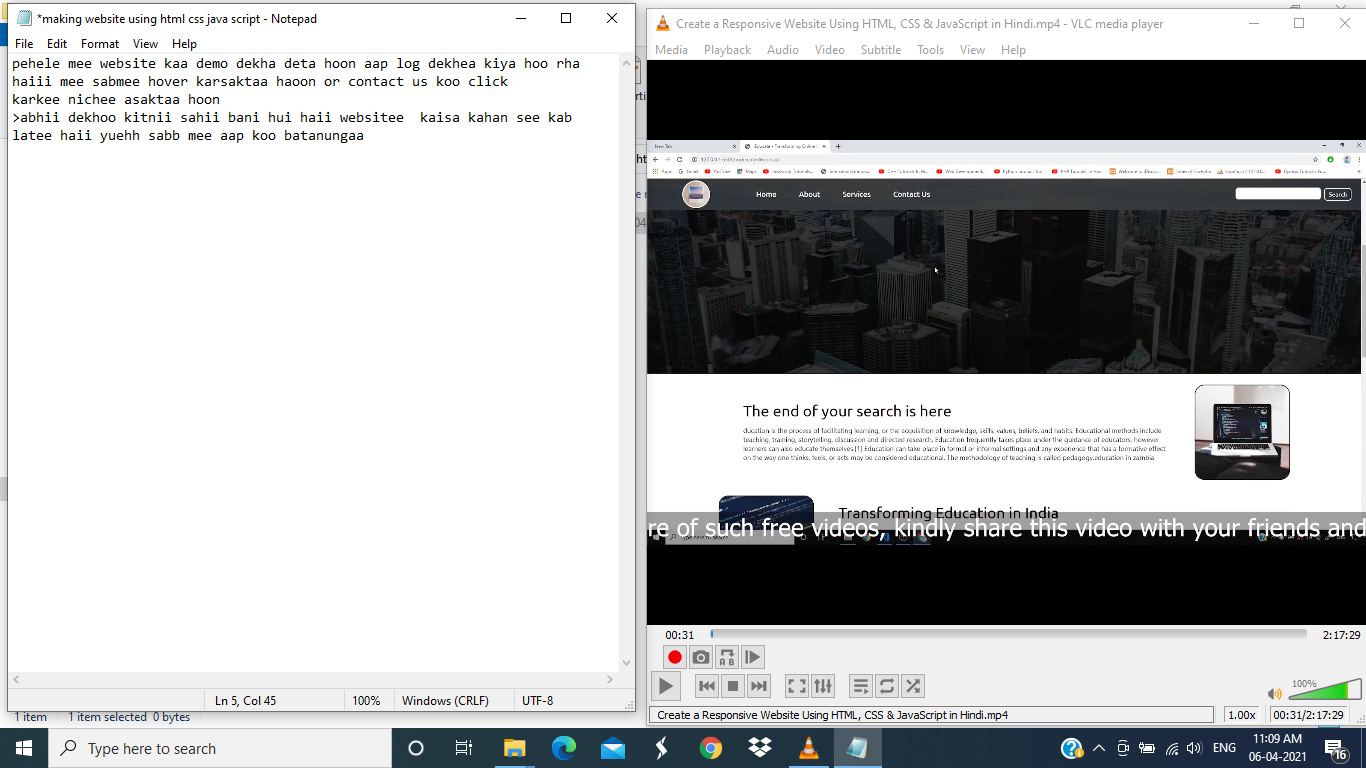 *making website using html css java script - Notepad
File Edit Format View Help
pehele mee website kaa demo dekha deta hoon aap log dekhea kiya hoo rha
haiii mee sabmee hover karsaktaa haoon or contact us koo click
karkee nichee asaktaa hoon
>abhii dekhoo kitnii sahii bani hui haii websitee  kaisa kahan see kab
latee haii yuehh sabb mee aap koo batanungaa
Ln 5, Col 45 100% Windows (CRLF) UTF-8
1 item 1 item selected 0 bytes
Create a Responsive Website Using HTML, CSS & JavaScript in Hindi.mp4 - VLC media player
Media Playback Audio Video Subtitle Tools View Help
New Tab
Apps Gmail YouTube Maps
Home About Services Contact Us Search
The end of your search is here
ducation is the process of facilitating learning, or the acquisition of knowledge, skills, values, beliefs, and habits. Educational methods include
teaching, training, storytelling, discussion and directed research. Education frequently takes place under the guidance of educators, however
learners can also educate themselves.[1] Education can take place in formal or informal settings and any experience that has a formative effect
on the way one thinks, feels, or acts may be considered educational. The methodology of teaching is called pedagogy.education in zambia
Transforming Education in India
re of such free videos, kindly share this video with your friends and
00:31 2:17:29
100%
Create a Responsive Website Using HTML, CSS & JavaScript in Hindi.mp4 1.00x 00:31/2:17:29
Type here to search
ENG 11:09 AM
06-04-2021
16